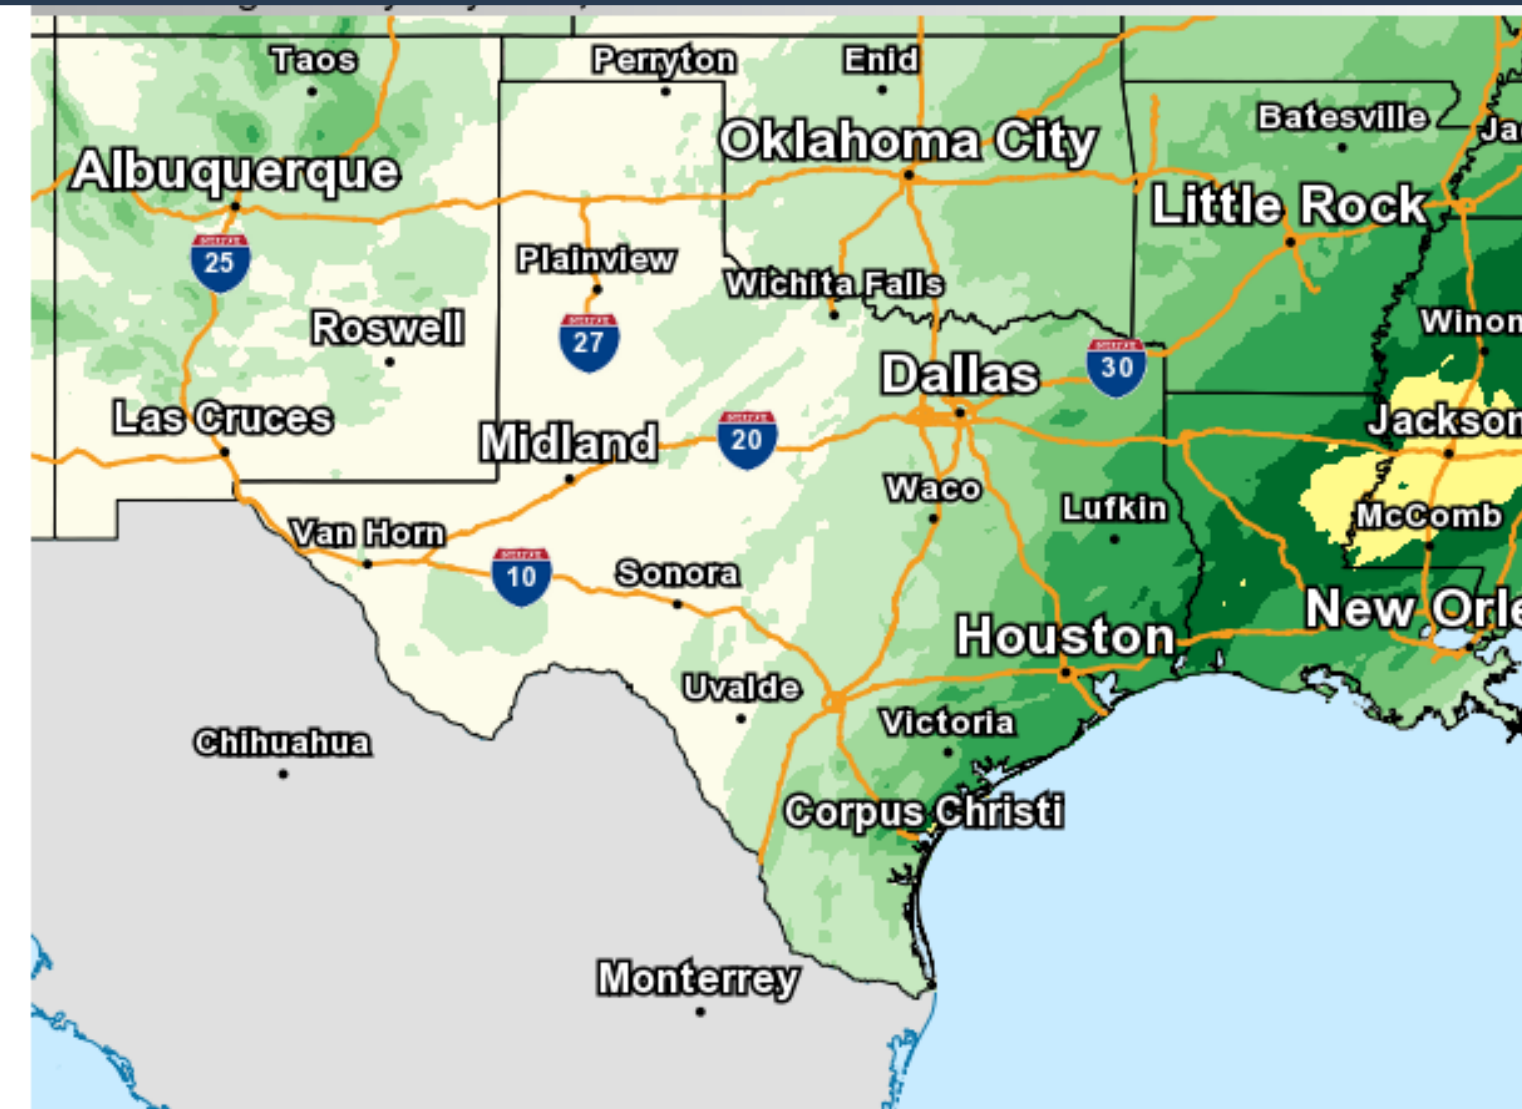 Taos
Perryton
Enid
Batesville
Oklahoma City
Albuquerque
Little Rock
25
Plainview
Wichita Falls
Roswell
27
Winon
30
Dallas
Las Cruces
Midland
20
Jackson
Waco
Lufkin
McComb
Van Horn
10
Sonora
New Orle
Houston
Uvalde
Victoria
Chihuahua
Corpus Christi
Monterrey